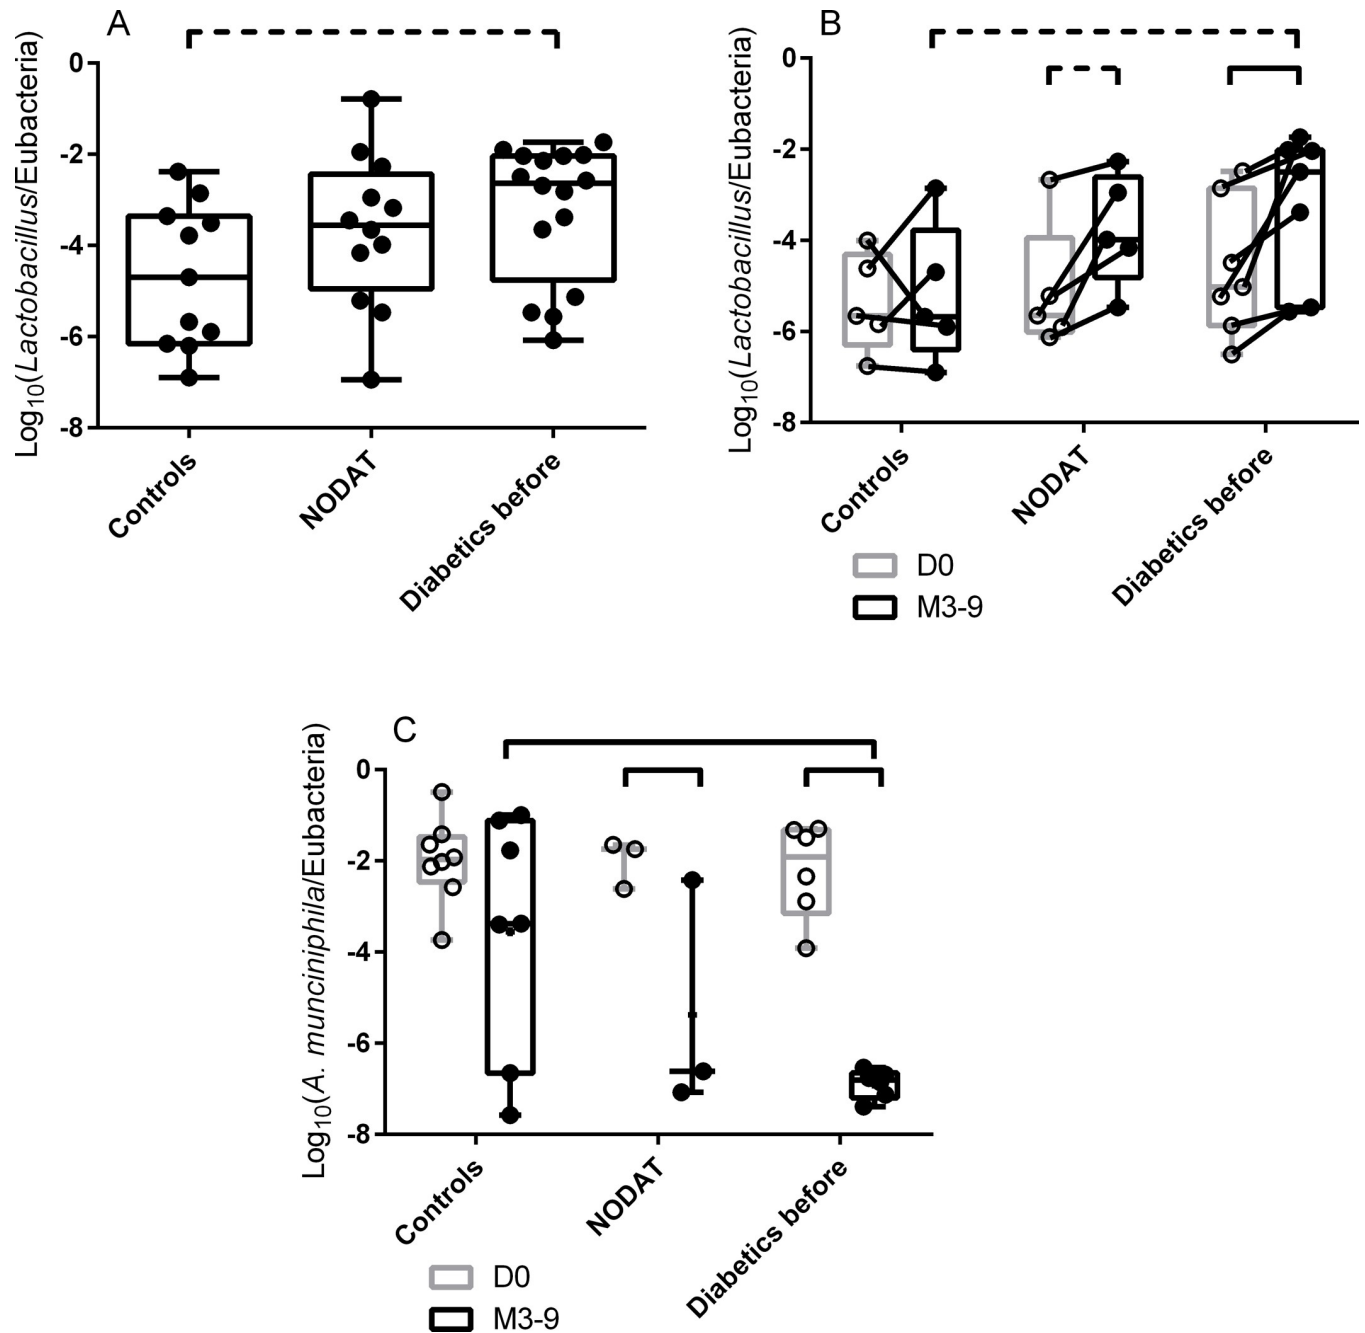 A
Log10(Lactobacillus/Eubacteria)
0
-2
-4
-6
-8
Controls
NODAT
Diabetics before
B
Log10(Lactobacillus/Eubacteria)
0
-2
-4
-6
-8
Controls
NODAT
Diabetics before
D0
M3-9
C
Log10(A. munciniphila/Eubacteria)
0
-2
-4
-6
-8
Controls
NODAT
Diabetics before
D0
M3-9